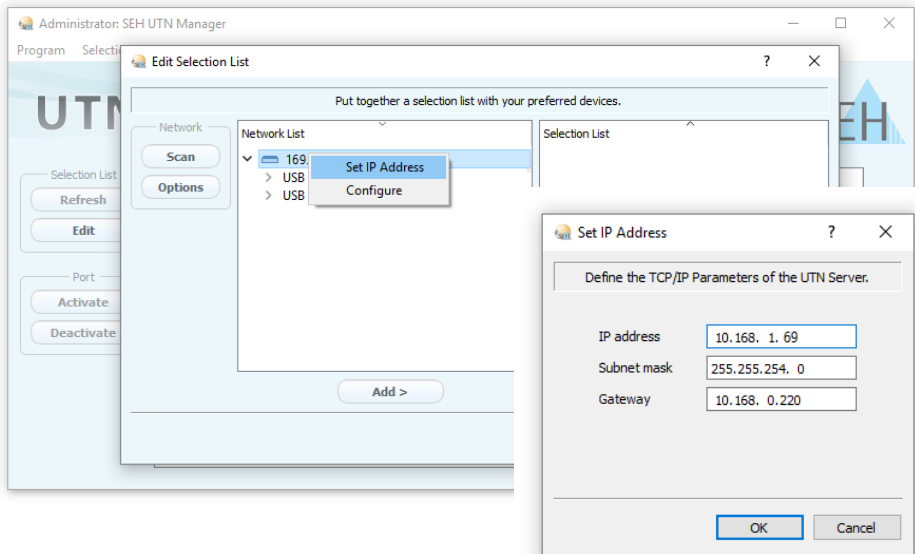 Administrator: SEH UTN Manager
Program Selecti
UTN
EH
Edit Selection List
Put together a selection list with your preferred devices.
Network
Scan
Options
Network List
Selection List
169.
USB
USB
Set IP Address
Configure
Selection List
Refresh
Edit
Port
Activate
Deactivate
Add >
Set IP Address
Define the TCP/IP Parameters of the UTN Server.
IP address 10.168. 1. 69
Subnet mask 255.255.254. 0
Gateway 10.168. 0.220
OK Cancel